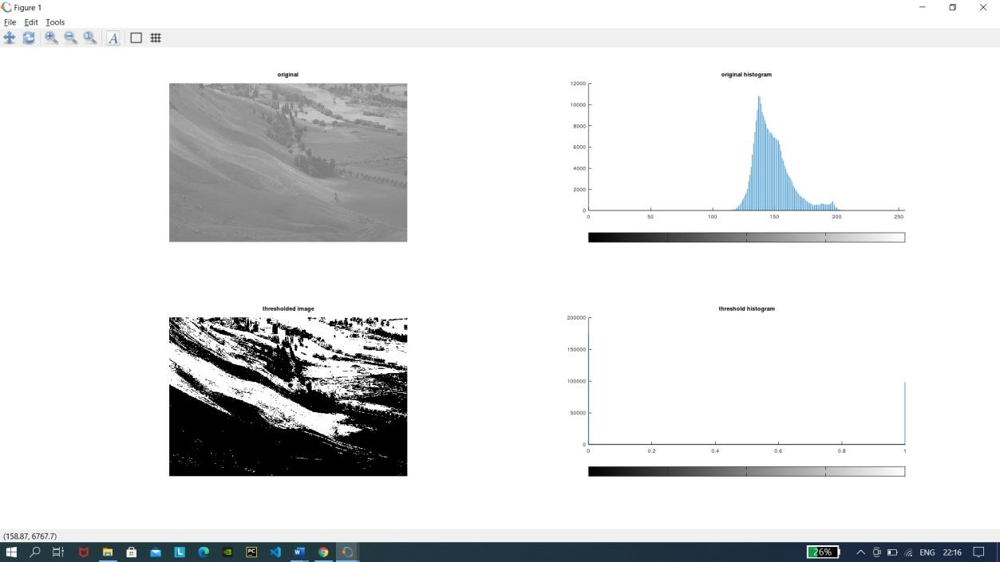 Figure 1
File Edit Tools
A
original
original histogram
12000
10000
8000
6000
4000
2000
0
0 50 100 150 200 250
thresholded image
threshold histogram
200000
150000
100000
50000
0
0 0.2 0.4 0.6 0.8 1
(158.87, 6767.7)
L PC W 26% ENG 22:16